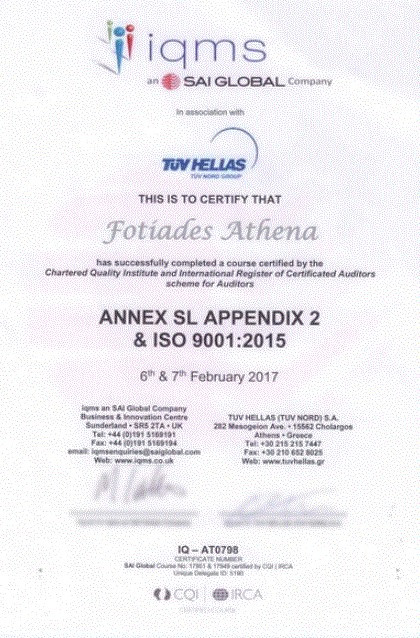 iqms
an SAI GLOBAL Company
In association with
TÜV HELLAS
TÜV NORD GROUP
THIS IS TO CERTIFY THAT
Fotiades Athena
has successfully completed a course certified by the
Chartered Quality Institute and International Register of Certificated Auditors
scheme for Auditors
ANNEX SL APPENDIX 2
& ISO 9001:2015
6th & 7th February 2017
iqms an SAI Global Company
Business & Innovation Centre
Sunderland • SR5 2TA • UK
Tel: +44 (0)191 5169191
Fax: +44 (0)191 5169194
email: iqmsenquiries@saiglobal.com
Web: www.iqms.co.uk
TUV HELLAS (TUV NORD) S.A.
282 Mesogeion Ave. • 15562 Cholargos
Athens • Greece
Tel: +30 215 215 7447
Fax: +30 210 652 8025
Web: www.tuvhellas.gr
IQ – AT0798
CERTIFICATE NUMBER
SAI Global Course No: 17951 & 17949 certified by CQI | IRCA
Unique Delegate ID: 5190
CQI IRCA
CERTIFIED COURSE